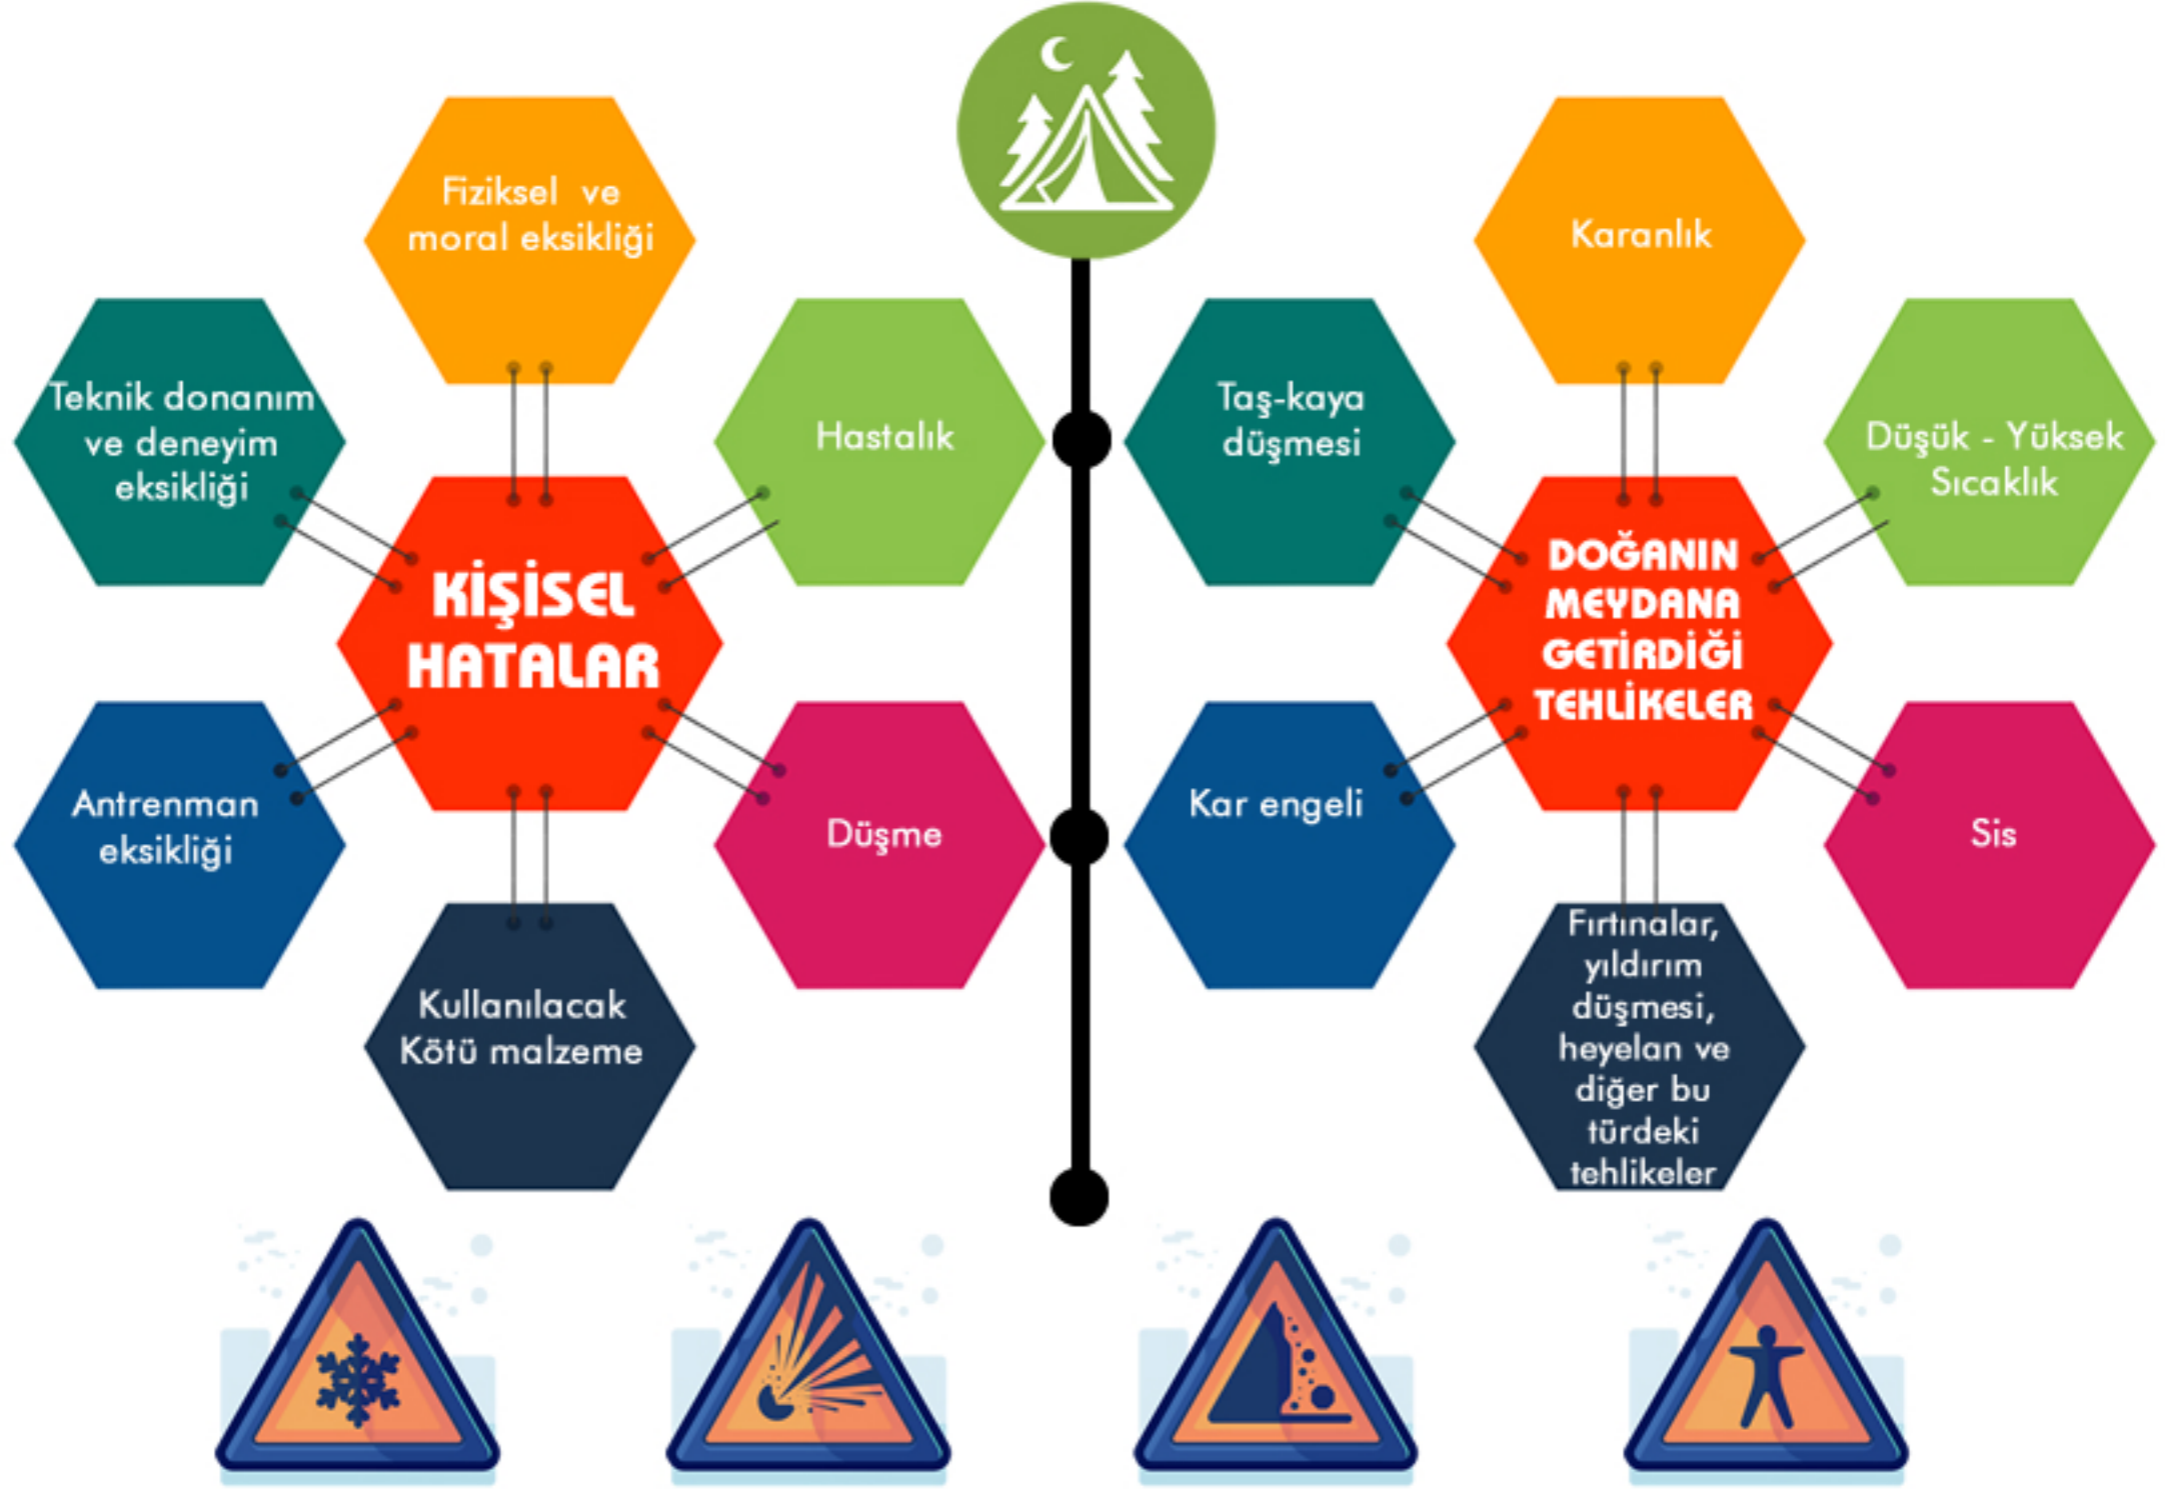 Fiziksel ve
moral eksikliği
Teknik donanım
ve deneyim
eksikliği
Hastalık
KİŞİSEL
HATALAR
Antrenman
eksikliği
Düşme
Kullanılacak
Kötü malzeme
Karanlık
Taş-kaya
düşmesi
Düşük - Yüksek
Sıcaklık
DOĞANIN
MEYDANA
GETİRDİĞİ
TEHLİKELER
Kar engeli
Sis
Fırtınalar,
yıldırım
düşmesi,
heyelan ve
diğer bu
türdeki
tehlikeler